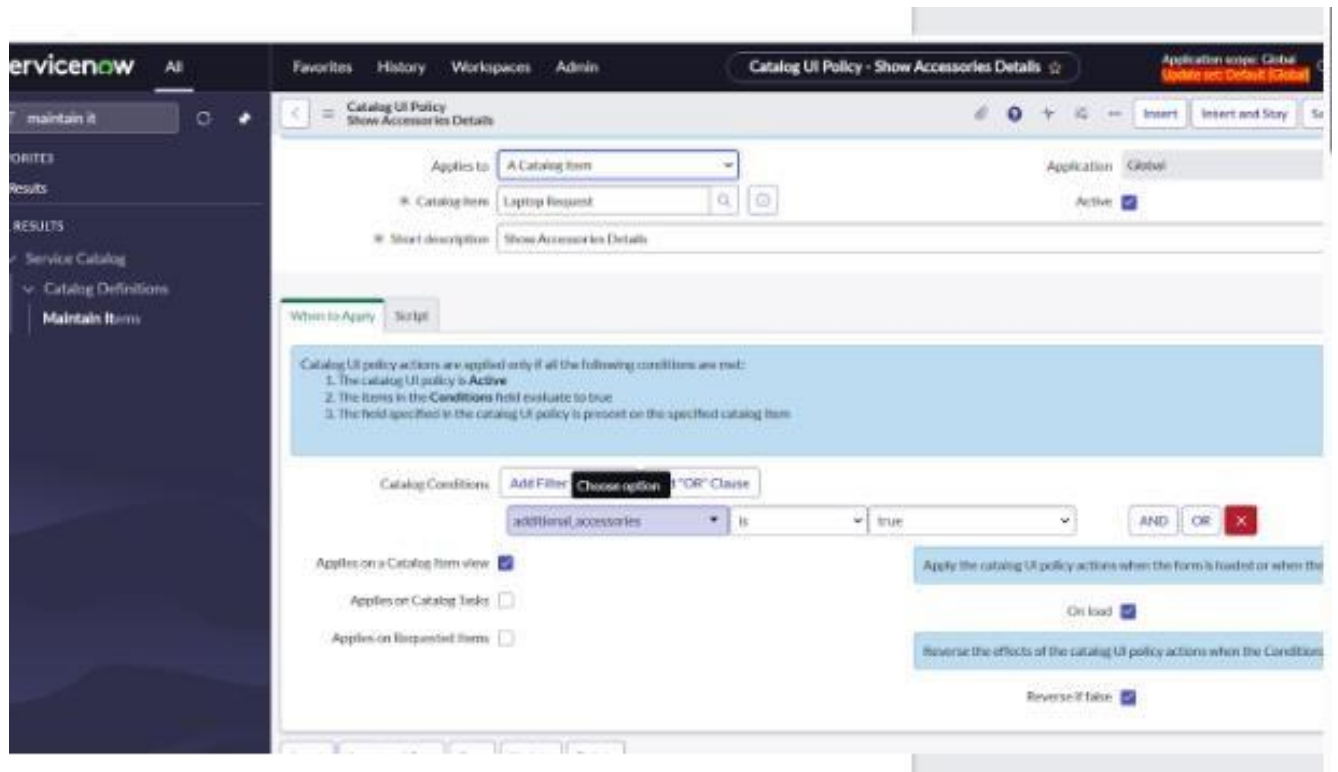 ervicenow All Favorites History Workspaces Admin Catalog UI Policy - Show Accessories Details Application scope: Global
Update set: Default [Global]
maintain it
Catalog UI Policy
Show Accessories Details
Insert Insert and Stay
ORITES
Results
RESULTS
Service Catalog
Catalog Definitions
Maintain Items
Applies to A Catalog Item Application Global
Catalog Item Laptop Request Active
Short description Show Accessories Details
When to Apply Script
Catalog UI policy actions are applied only if all the following conditions are met:
1. The catalog UI policy is Active
2. The items in the Conditions field evaluate to true
3. The field specified in the catalog UI policy is present on the specified catalog item
Catalog Conditions Add Filter Choose option "OR" Clause
additional_accessories is true AND OR
Applies on a Catalog Item view
Apply the catalog UI policy actions when the form is loaded or when the
Applies on Catalog Tasks
On load
Applies on Requested Items
Reverse the effects of the catalog UI policy actions when the Condition
Reverse if false